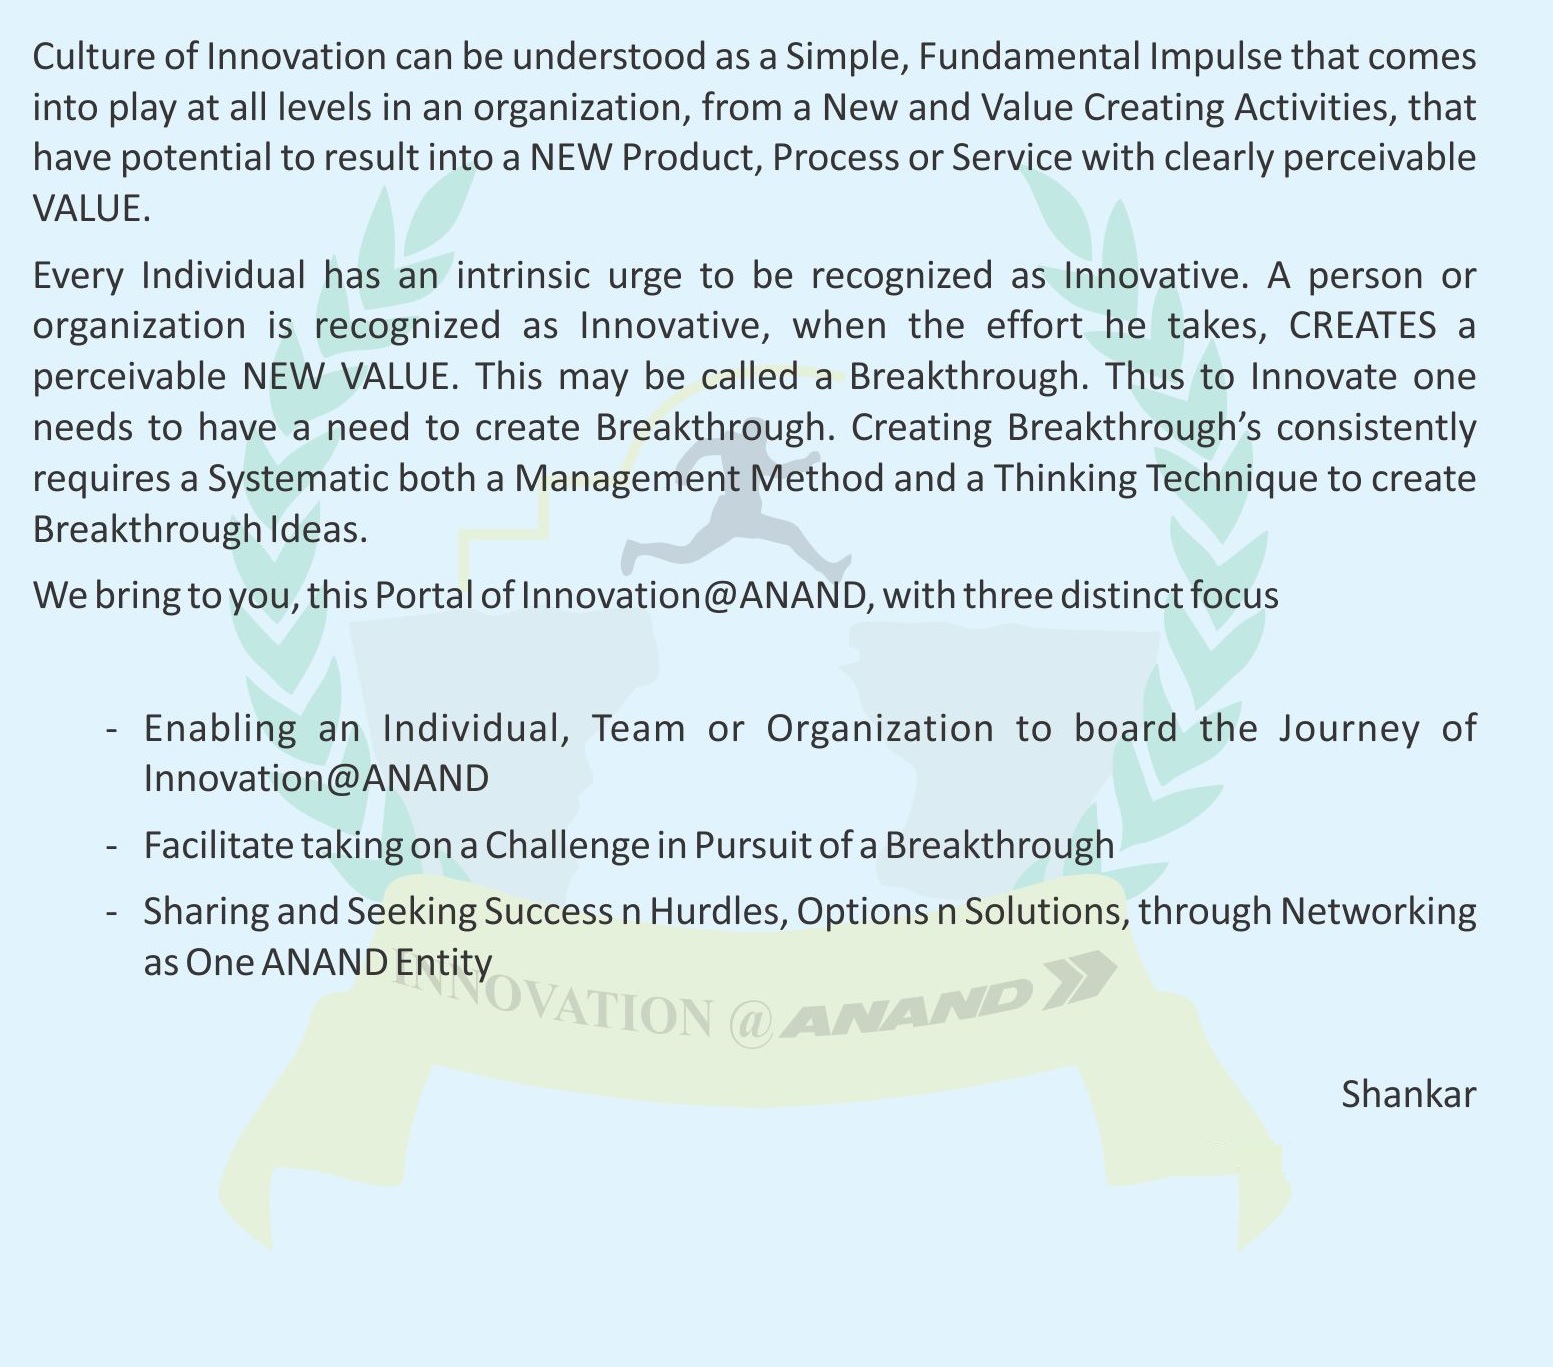 Culture of Innovation can be understood as a Simple, Fundamental Impulse that comes
into play at all levels in an organization, from a New and Value Creating Activities, that
have potential to result into a NEW Product, Process or Service with clearly perceivable
VALUE.
Every Individual has an intrinsic urge to be recognized as Innovative. A person or
organization is recognized as Innovative, when the effort he takes, CREATES a
perceivable NEW VALUE. This may be called a Breakthrough. Thus to Innovate one
needs to have a need to create Breakthrough. Creating Breakthrough’s consistently
requires a Systematic both a Management Method and a Thinking Technique to create
Breakthrough Ideas.
We bring to you, this Portal of Innovation@ANAND, with three distinct focus
- Enabling an Individual, Team or Organization to board the Journey of
Innovation@ANAND
- Facilitate taking on a Challenge in Pursuit of a Breakthrough
- Sharing and Seeking Success n Hurdles, Options n Solutions, through Networking
as One ANAND Entity
INNOVATION @ ANAND
Shankar